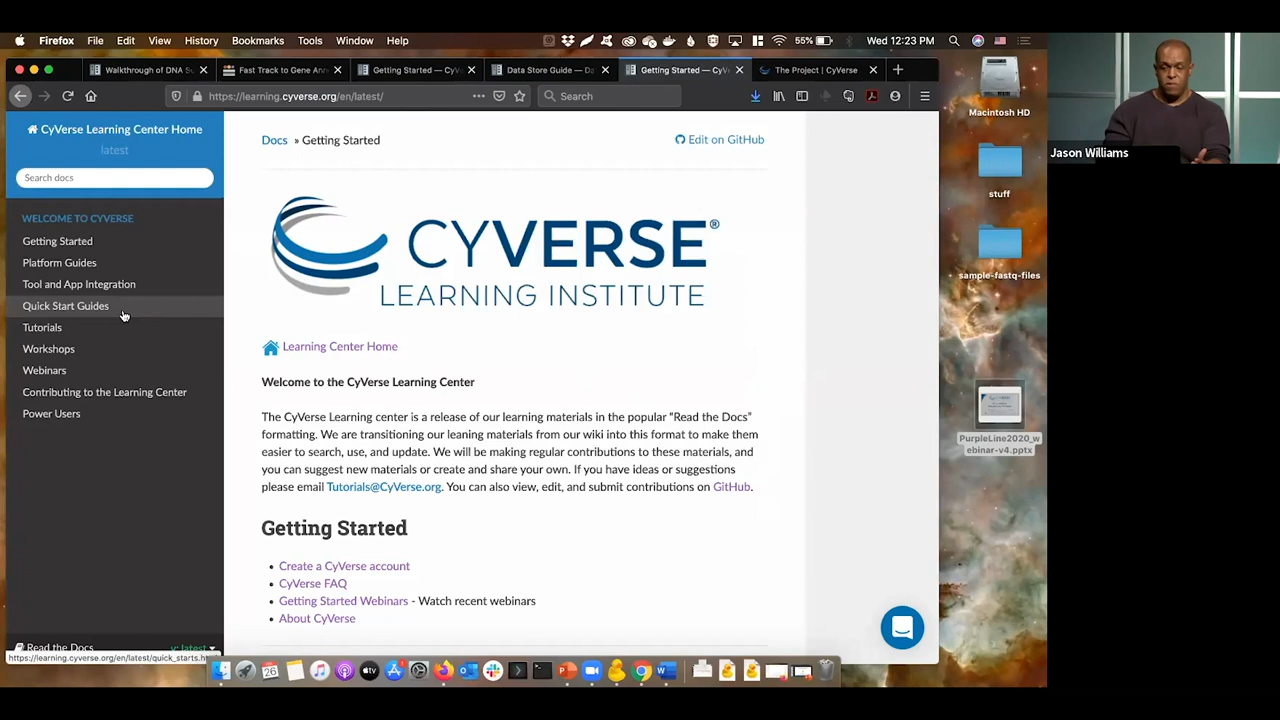 Firefox File Edit View History Bookmarks Tools Window Help
55% Wed 12:23 PM
Walkthrough of DNA Su
Fast Track to Gene Ann
Getting Started — CyV
Data Store Guide — Da
Getting Started — CyV
The Project | CyVerse
https://learning.cyverse.org/en/latest/
Search
CyVerse Learning Center Home
latest
Search docs
WELCOME TO CYVERSE
Getting Started
Platform Guides
Tool and App Integration
Quick Start Guides
Tutorials
Workshops
Webinars
Contributing to the Learning Center
Power Users
Read the Docs v: latest
https://learning.cyverse.org/en/latest/quick_starts.h
Docs » Getting Started
Edit on GitHub
CYVERSE®
LEARNING INSTITUTE
Learning Center Home
Welcome to the CyVerse Learning Center
The CyVerse Learning center is a release of our learning materials in the popular “Read the Docs”
formatting. We are transitioning our leaning materials from our wiki into this format to make them
easier to search, use, and update. We will be making regular contributions to these materials, and
you can suggest new materials or create and share your own. If you have ideas or suggestions
please email Tutorials@CyVerse.org. You can also view, edit, and submit contributions on GitHub.
Getting Started
Create a CyVerse account
CyVerse FAQ
Getting Started Webinars - Watch recent webinars
About CyVerse
Macintosh HD
stuff
sample-fastq-files
PurpleLine2020_w
ebinar-v4.pptx
Jason Williams
26